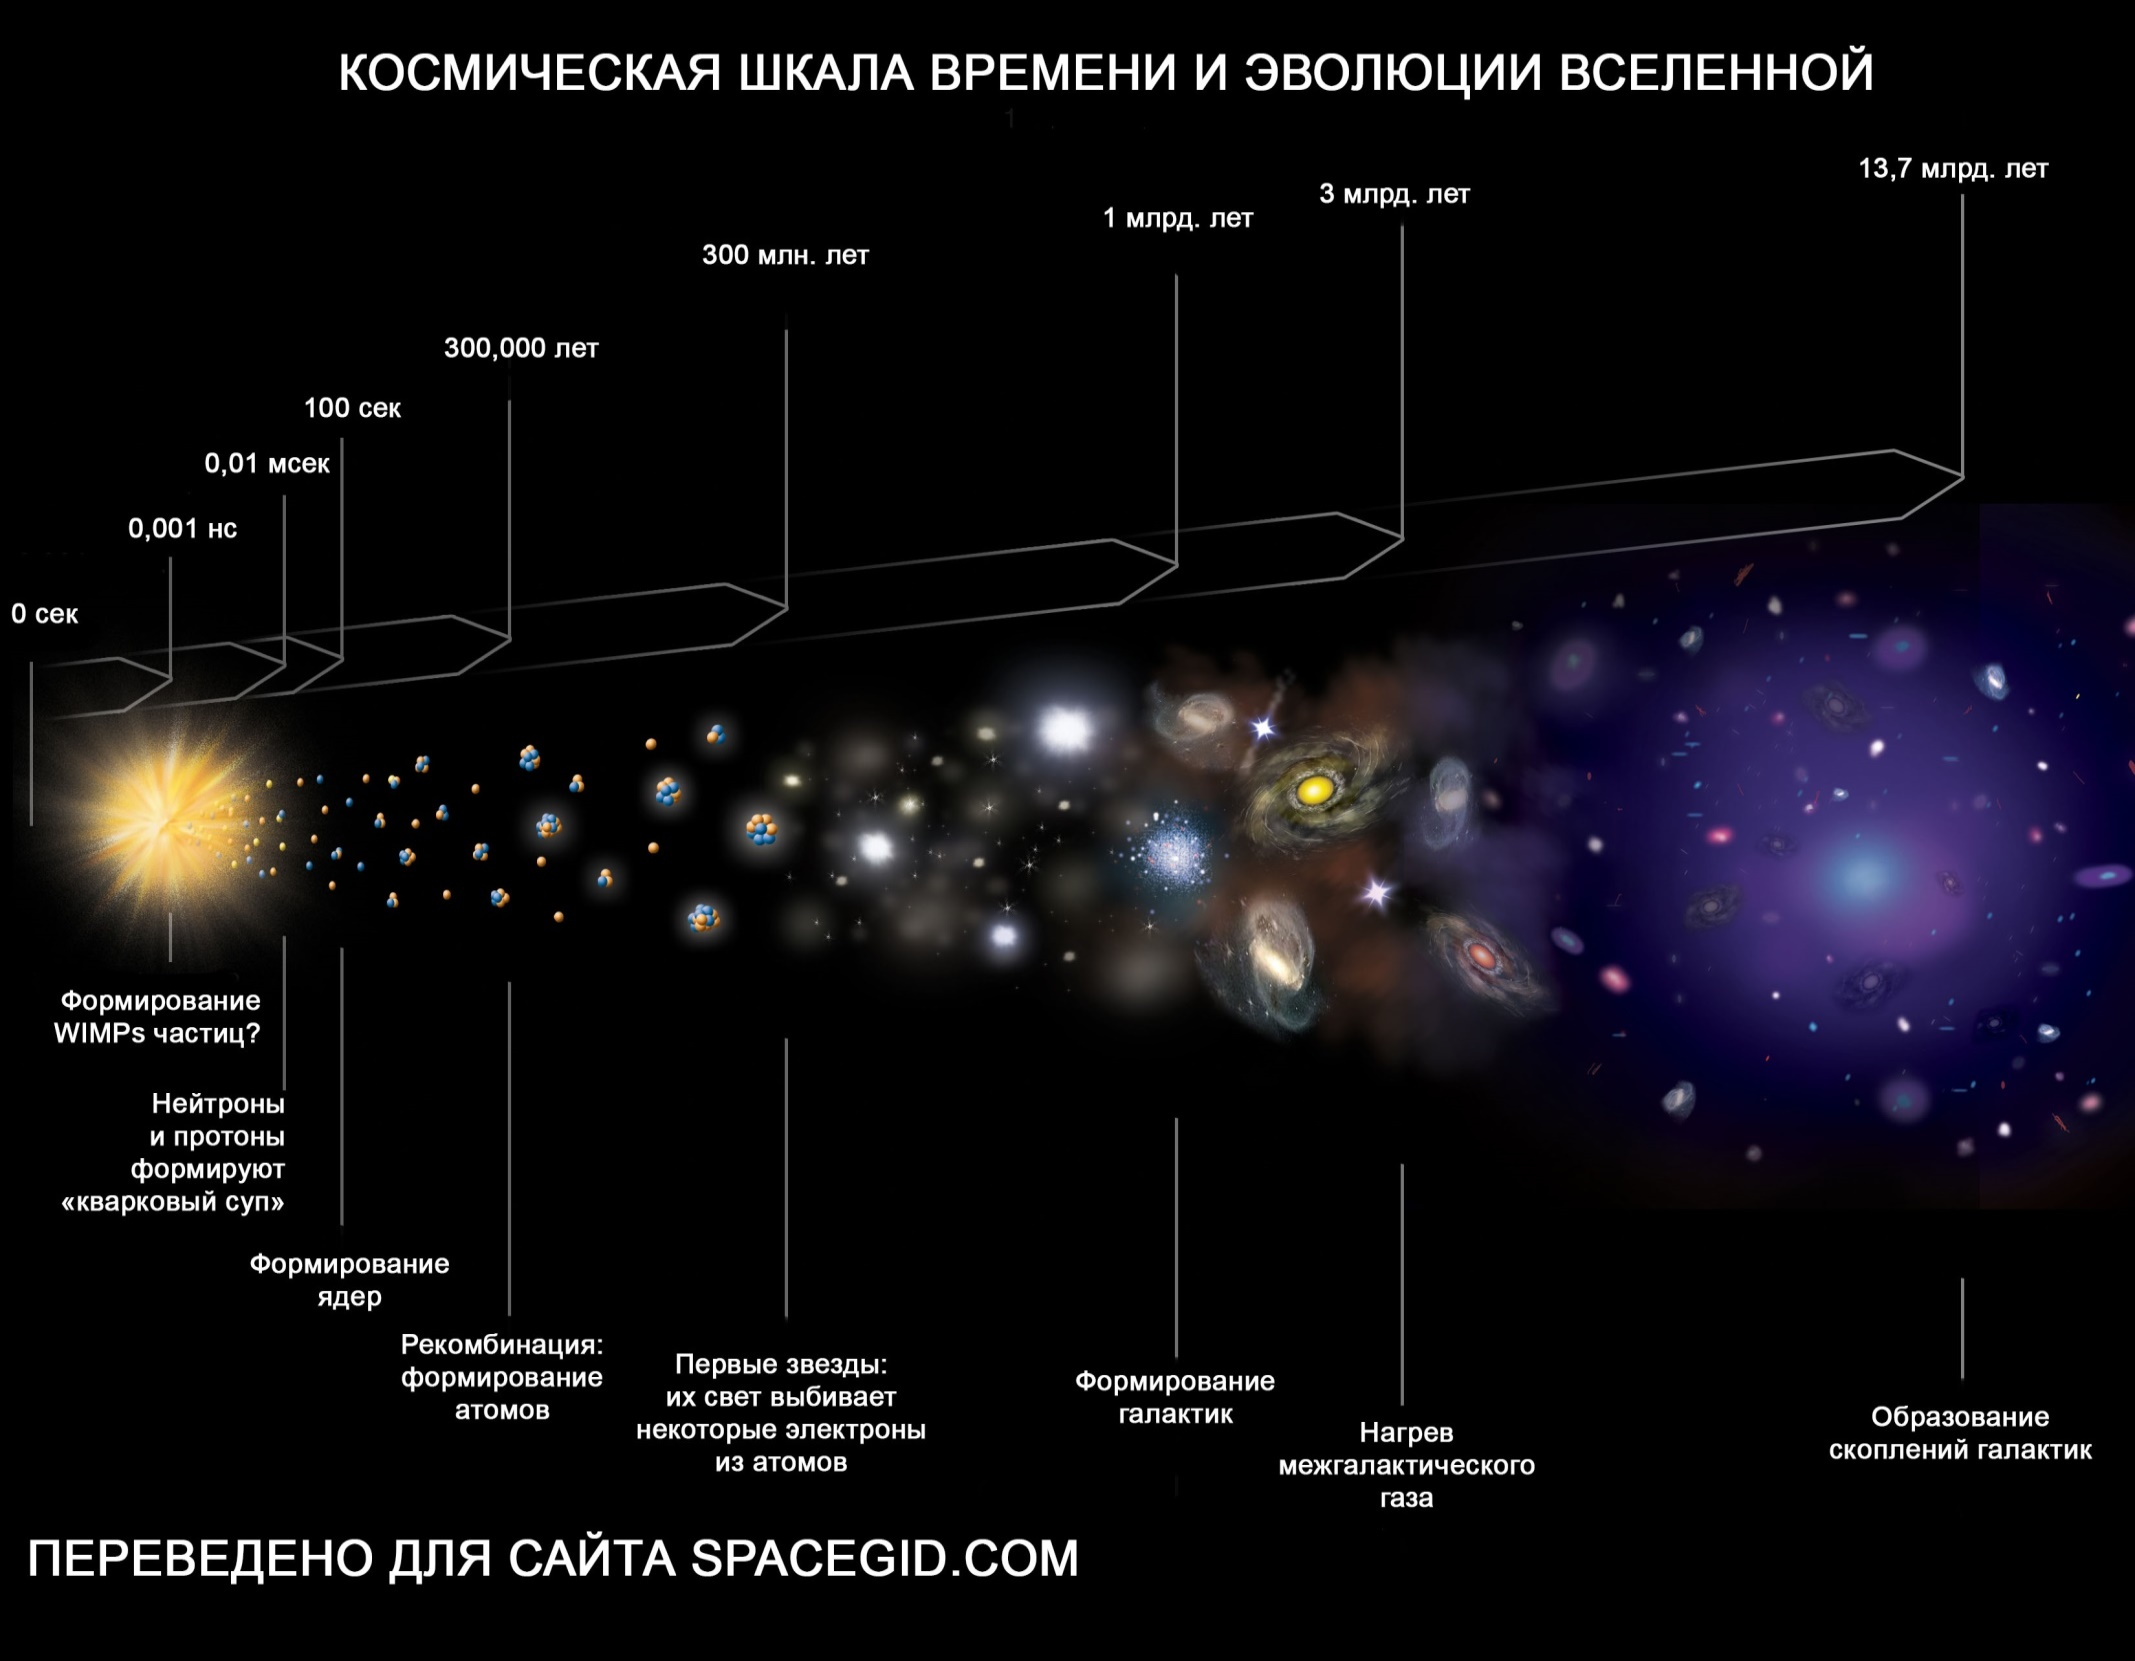 КОСМИЧЕСКАЯ ШКАЛА ВРЕМЕНИ И ЭВОЛЮЦИИ ВСЕЛЕННОЙ
0 сек
0,001 нс
0,01 мсек
100 сек
300,000 лет
300 млн. лет
1 млрд. лет
3 млрд. лет
13,7 млрд. лет
Формирование
WIMPs частиц?
Нейтроны
и протоны
формируют
«кварковый суп»
Формирование
ядер
Рекомбинация:
формирование
атомов
Первые звезды:
их свет выбивает
некоторые электроны
из атомов
Формирование
галактик
Нагрев
межгалактического
газа
Образование
скоплений галактик
ПЕРЕВЕДЕНО ДЛЯ САЙТА SPACEGID.COM